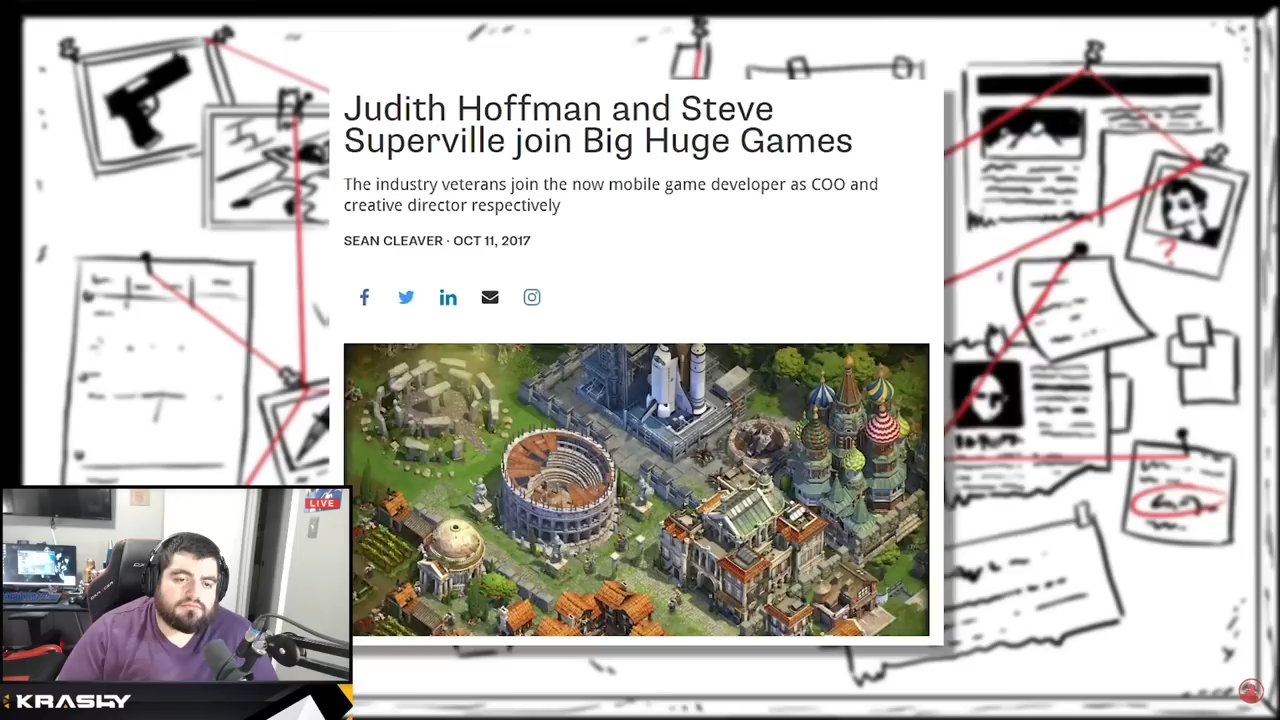 Judith Hoffman and Steve
Superville join Big Huge Games
The industry veterans join the now mobile game developer as COO and
creative director respectively
SEAN CLEAVER · OCT 11, 2017
LIVE
KRASHY